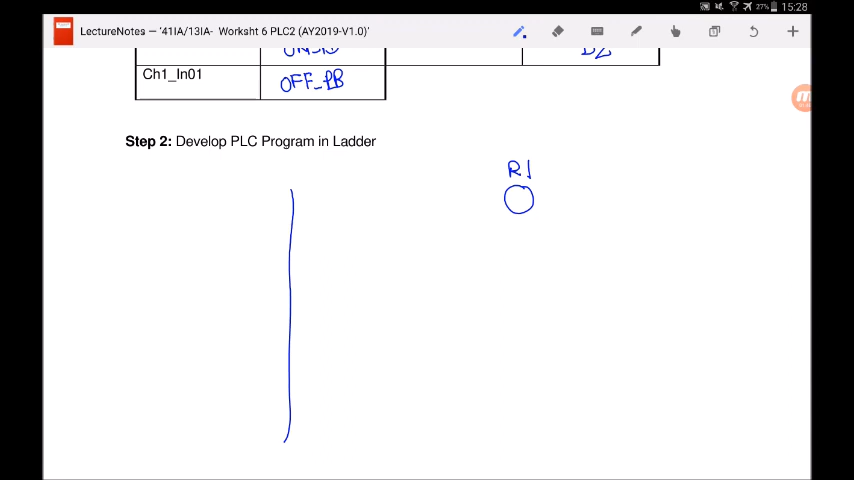 27% 15:28
LectureNotes — '41IA/13IA- Worksht 6 PLC2 (AY2019-V1.0)'
Ch1_In01 OFF_PB
Step 2: Develop PLC Program in Ladder
R1